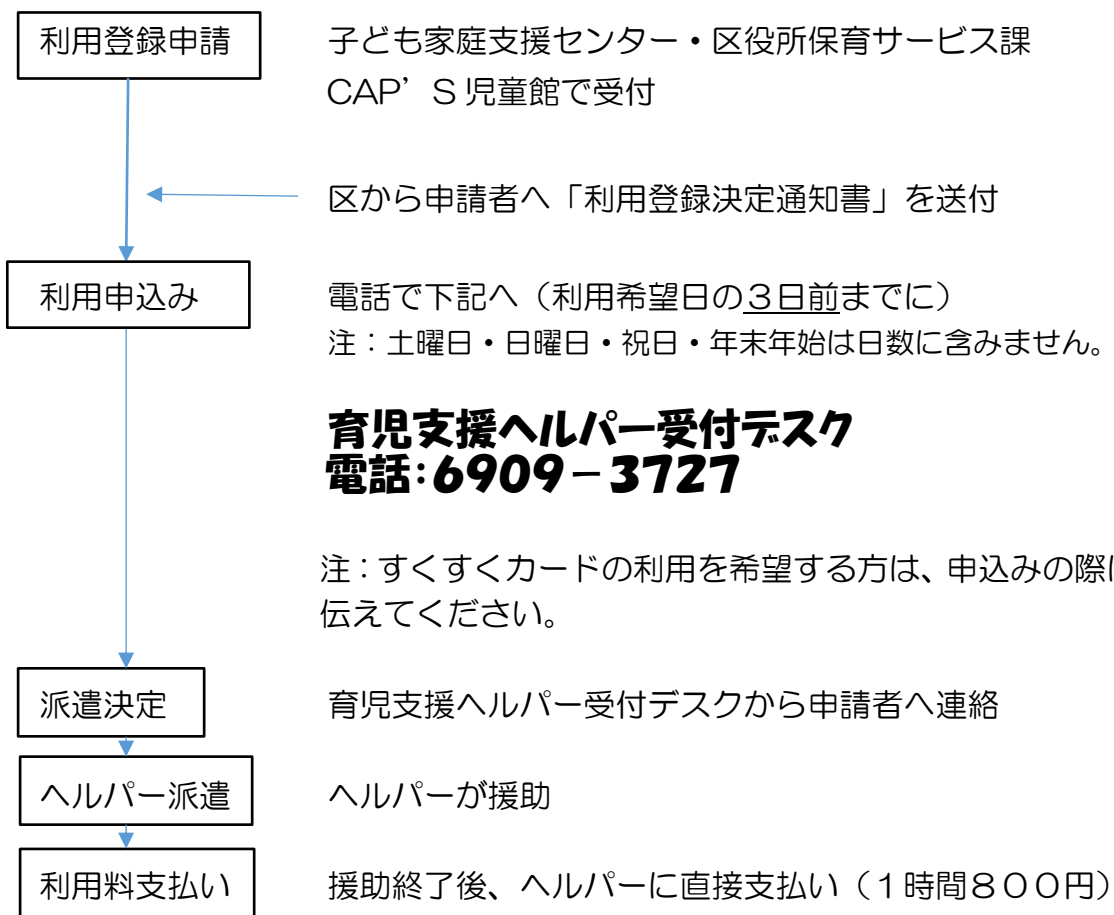 利用登録申請
子ども家庭支援センター・区役所保育サービス課
CAP’S児童館で受付
区から申請者へ「利用登録決定通知書」を送付
利用申込み
電話で下記へ（利用希望日の３日前までに）
注：土曜日・日曜日・祝日・年末年始は日数に含みません。
育児支援ヘルパー受付デスク
電話：6909－3727
注：すくすくカードの利用を希望する方は、申込みの際に
伝えてください。
派遣決定
育児支援ヘルパー受付デスクから申請者へ連絡
ヘルパー派遣
ヘルパーが援助
利用料支払い
援助終了後、ヘルパーに直接支払い（１時間８００円）